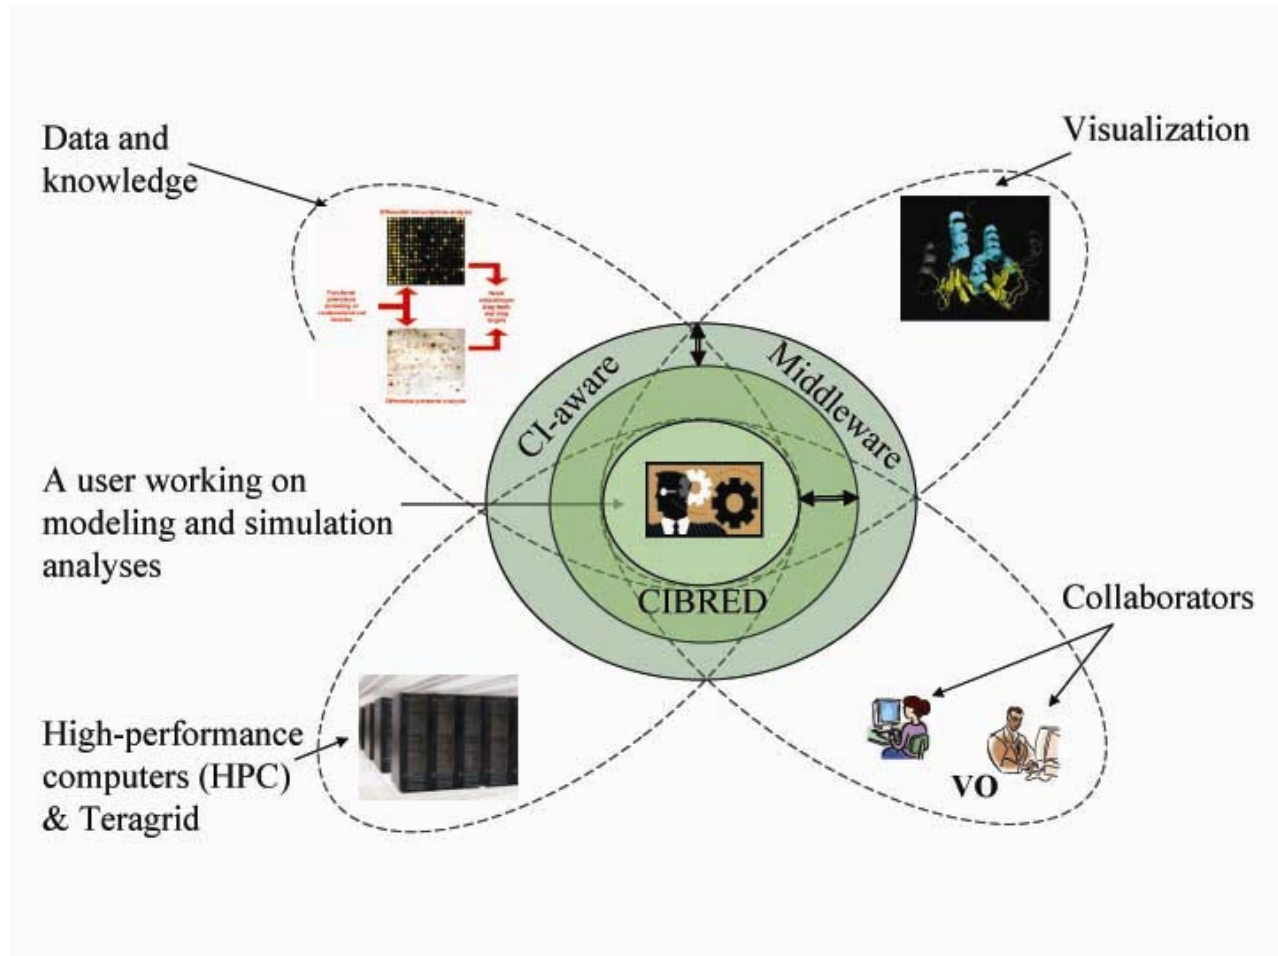 Data and
knowledge
Visualization
CI-aware
Middleware
A user working on
modeling and simulation
analyses
CIBRED
Collaborators
High-performance
computers (HPC)
& Teragrid
VO